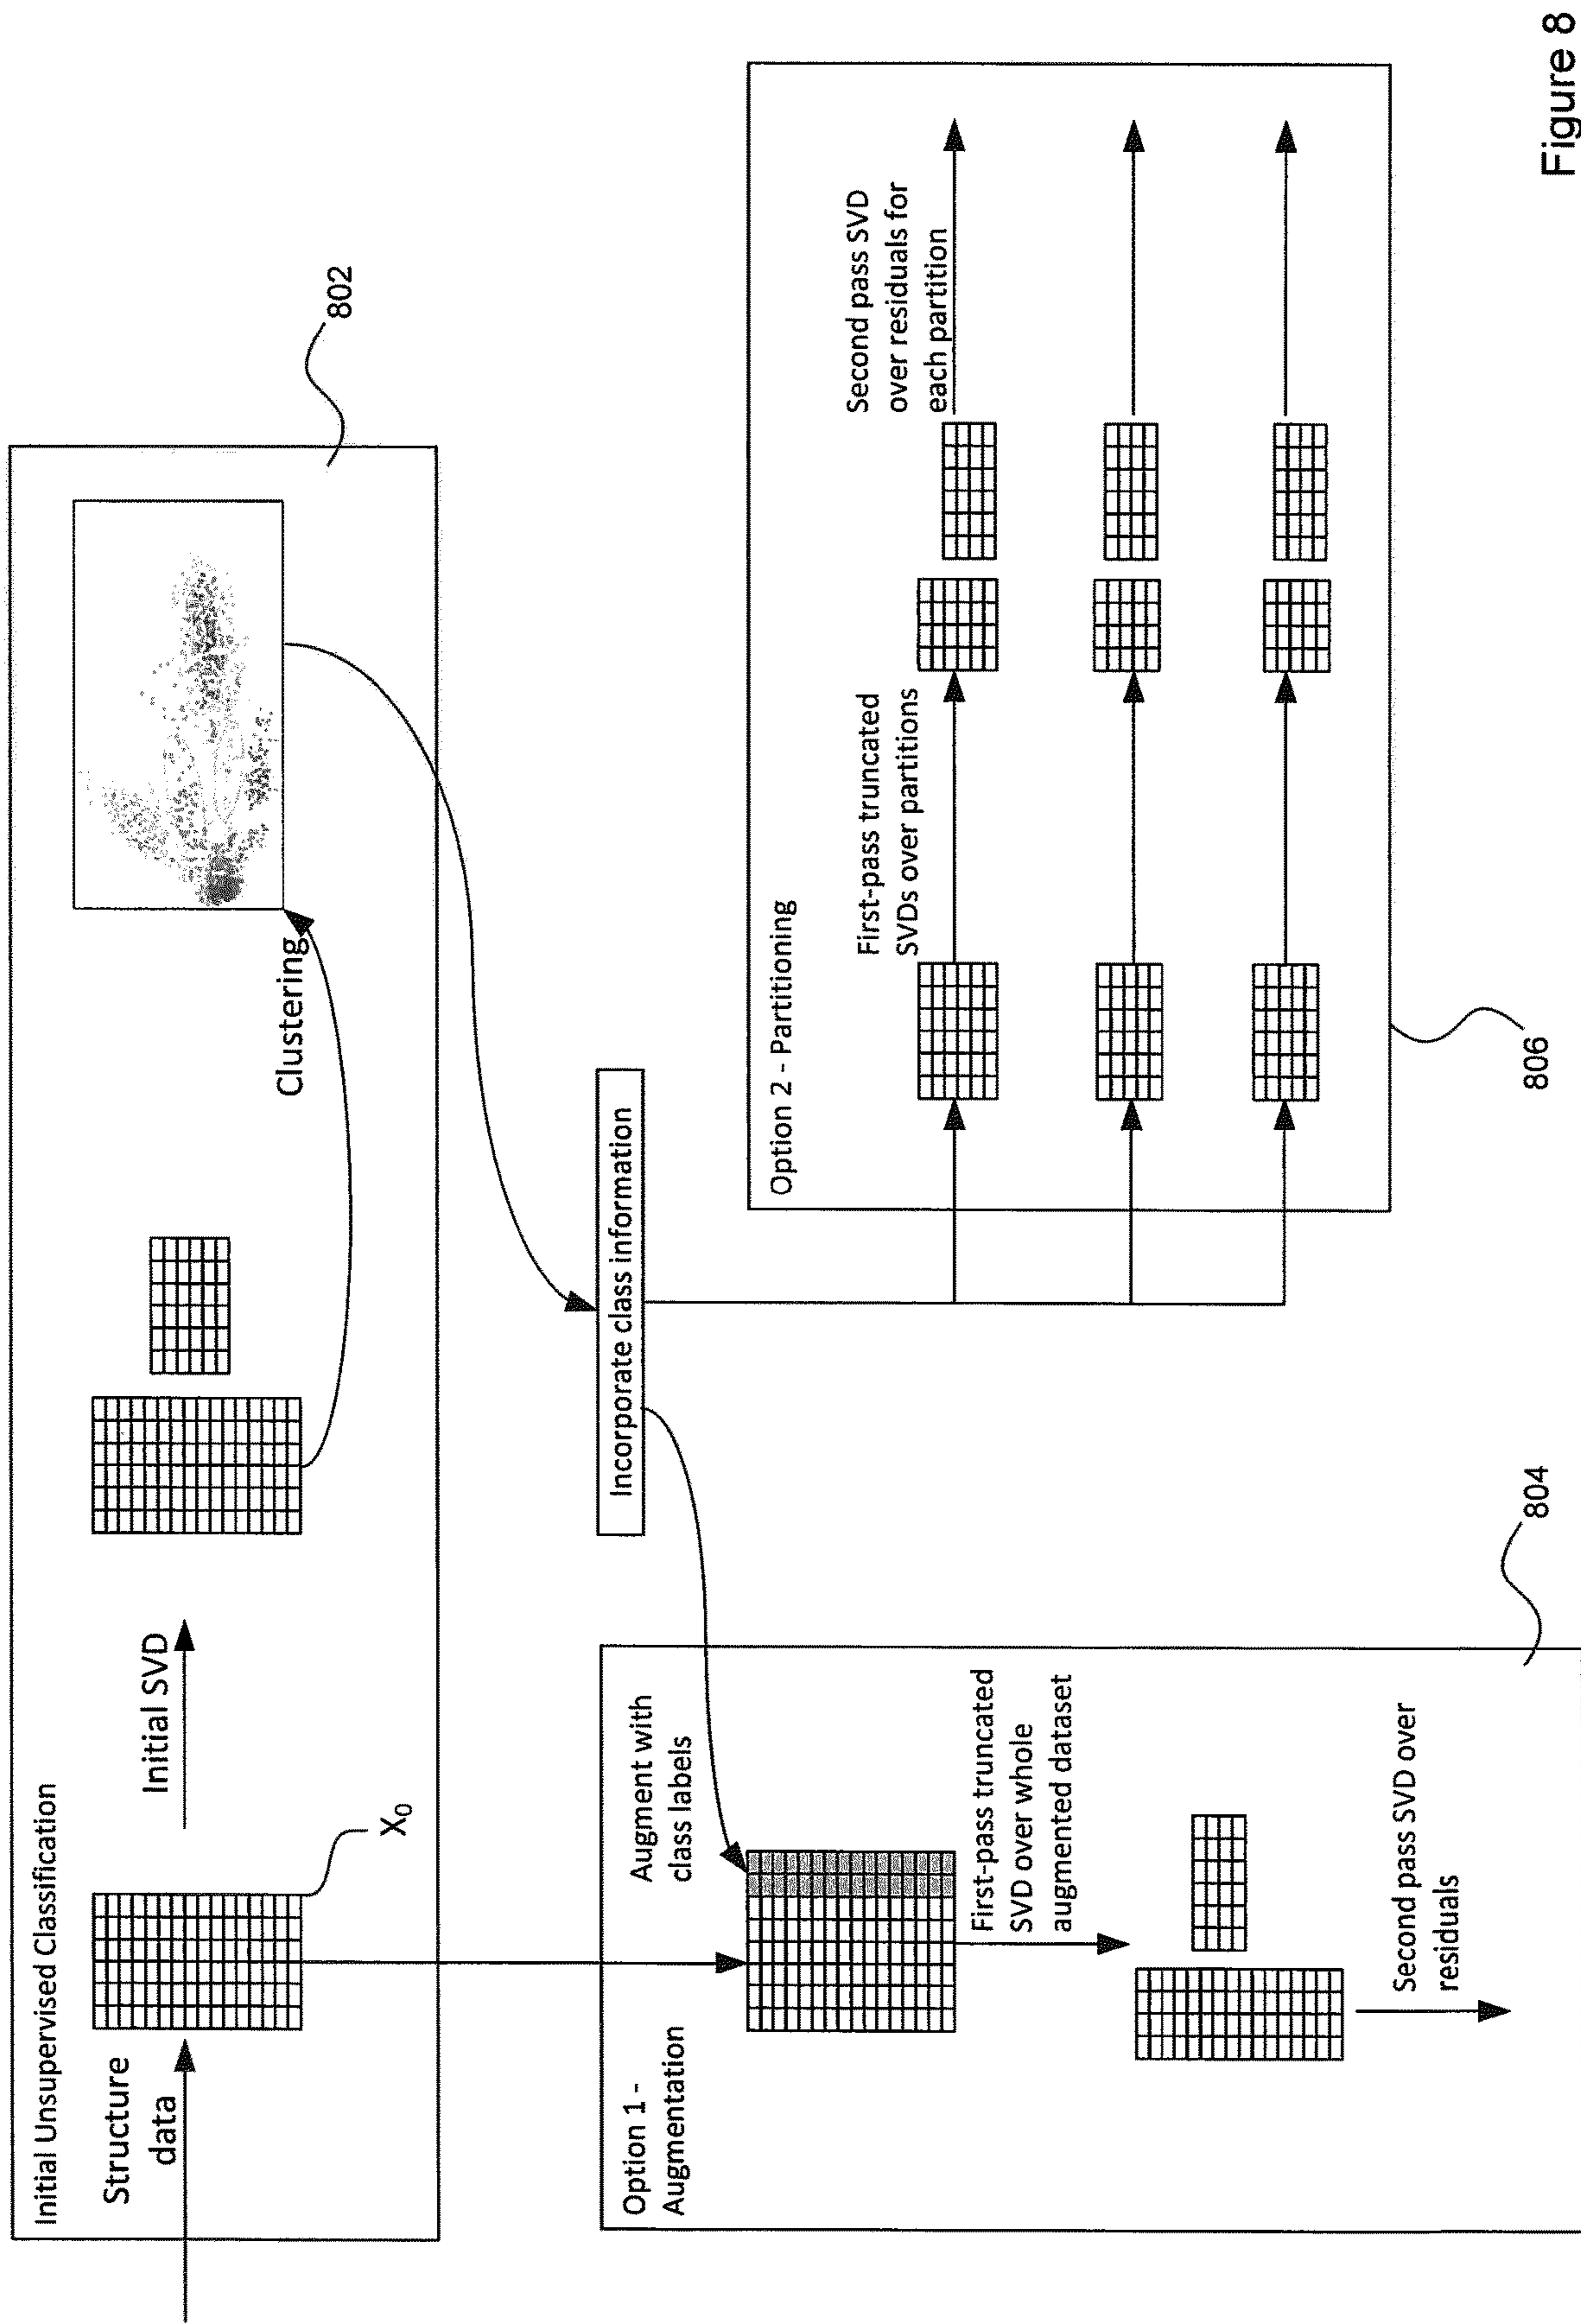 Initial Unsupervised Classification
Structure
data
Initial SVD
X0
Clustering
802
Incorporate class information
Option 1 -
Augmentation
Augment with
class labels
First-pass truncated
SVD over whole
augmented dataset
Second pass SVD over
residuals
804
Option 2 - Partitioning
First-pass truncated
SVDs over partitions
Second pass SVD
over residuals for
each partition
806
Figure 8